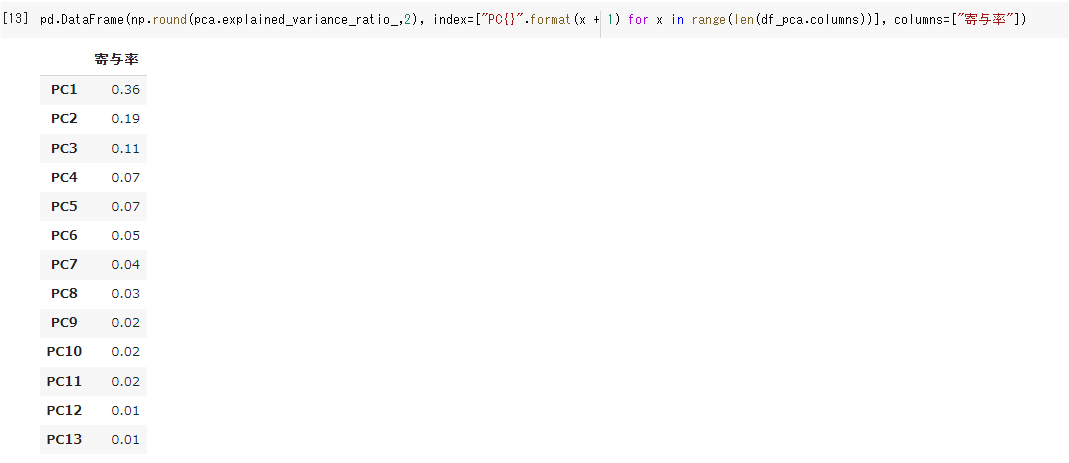 [13] pd.DataFrame(np.round(pca.explained_variance_ratio_,2), index=["PC{}".format(x + 1) for x in range(len(df_pca.columns))], columns=["寄与率"])
寄与率
PC1 0.36
PC2 0.19
PC3 0.11
PC4 0.07
PC5 0.07
PC6 0.05
PC7 0.04
PC8 0.03
PC9 0.02
PC10 0.02
PC11 0.02
PC12 0.01
PC13 0.01